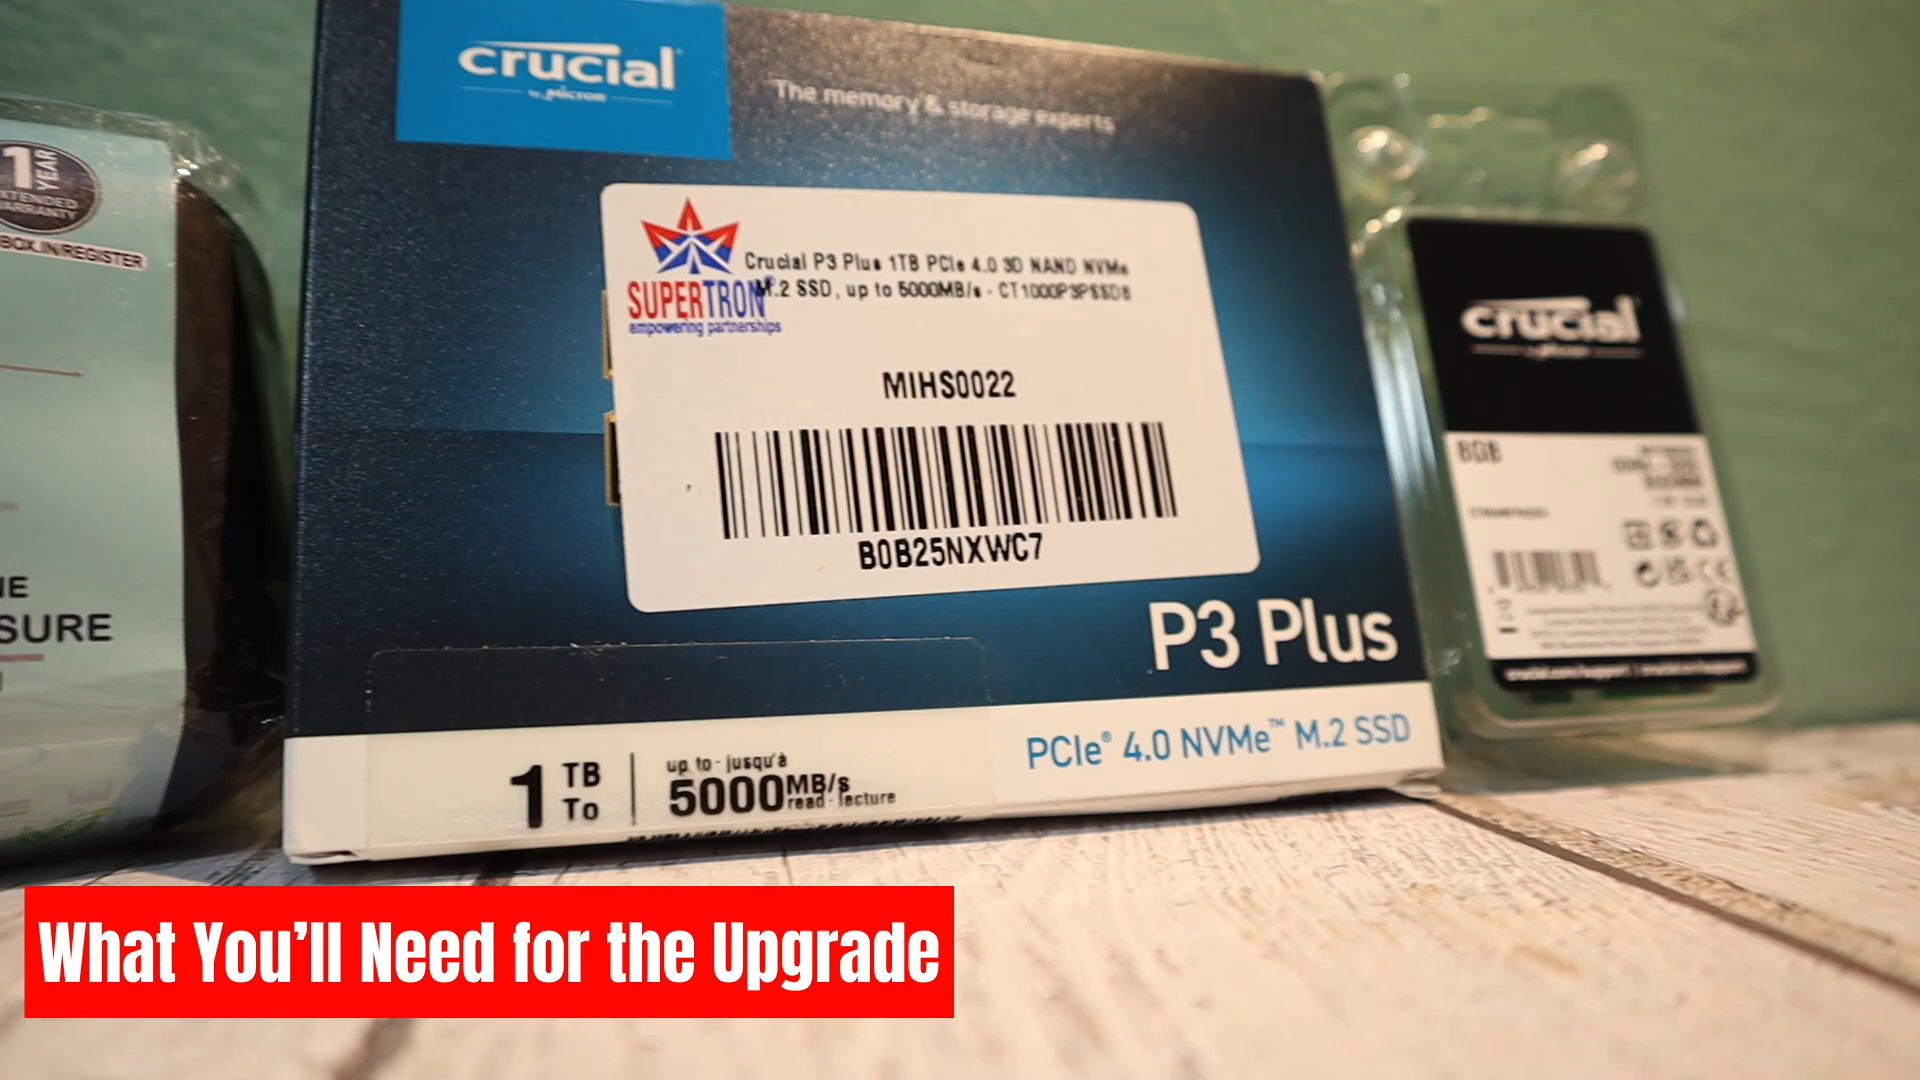 1
YEAR
EXTENDED
WARRANTY
BOX.IN/REGISTER
SURE
crucial
by Micron
The memory & storage experts
SUPERTRON
empowering partnerships
Crucial P3 Plus 1TB PCIe 4.0 3D NAND NVMe
M.2 SSD, up to 5000MB/s - CT1000P3PSSD8
MIHS0022
B0B25NXWC7
P3 Plus
PCIe® 4.0 NVMe™ M.2 SSD
1 TB
To
up to - jusqu'à
5000MB/s
read - lecture
crucial
by Micron
8GB
What You’ll Need for the Upgrade